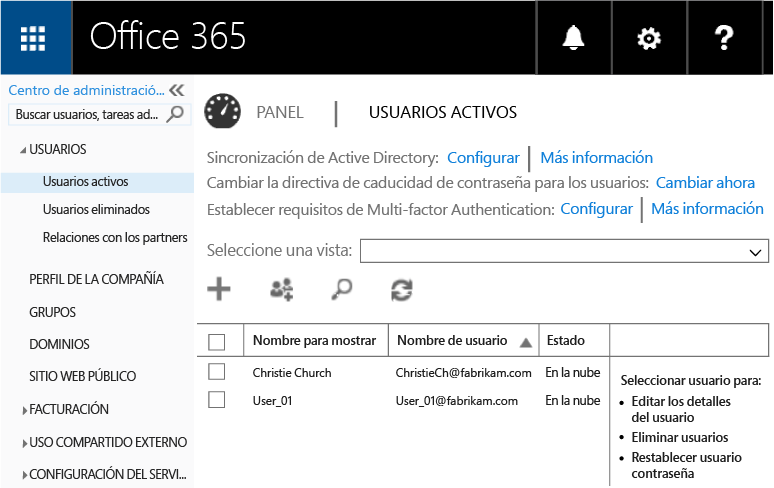 Office 365
?
Centro de administració...
Buscar usuarios, tareas ad...
USUARIOS
Usuarios activos
Usuarios eliminados
Relaciones con los partners
PERFIL DE LA COMPAÑÍA
GRUPOS
DOMINIOS
SITIO WEB PÚBLICO
FACTURACIÓN
USO COMPARTIDO EXTERNO
CONFIGURACIÓN DEL SERVI...
PANEL | USUARIOS ACTIVOS
Sincronización de Active Directory: Configurar | Más información
Cambiar la directiva de caducidad de contraseña para los usuarios: Cambiar ahora
Establecer requisitos de Multi-factor Authentication: Configurar | Más información
Seleccione una vista:
Nombre para mostrar Nombre de usuario Estado
Christie Church ChristieCh@fabrikam.com En la nube
User_01 User_01@fabrikam.com En la nube
Seleccionar usuario para:
• Editar los detalles
del usuario
• Eliminar usuarios
• Restablecer usuario
contraseña